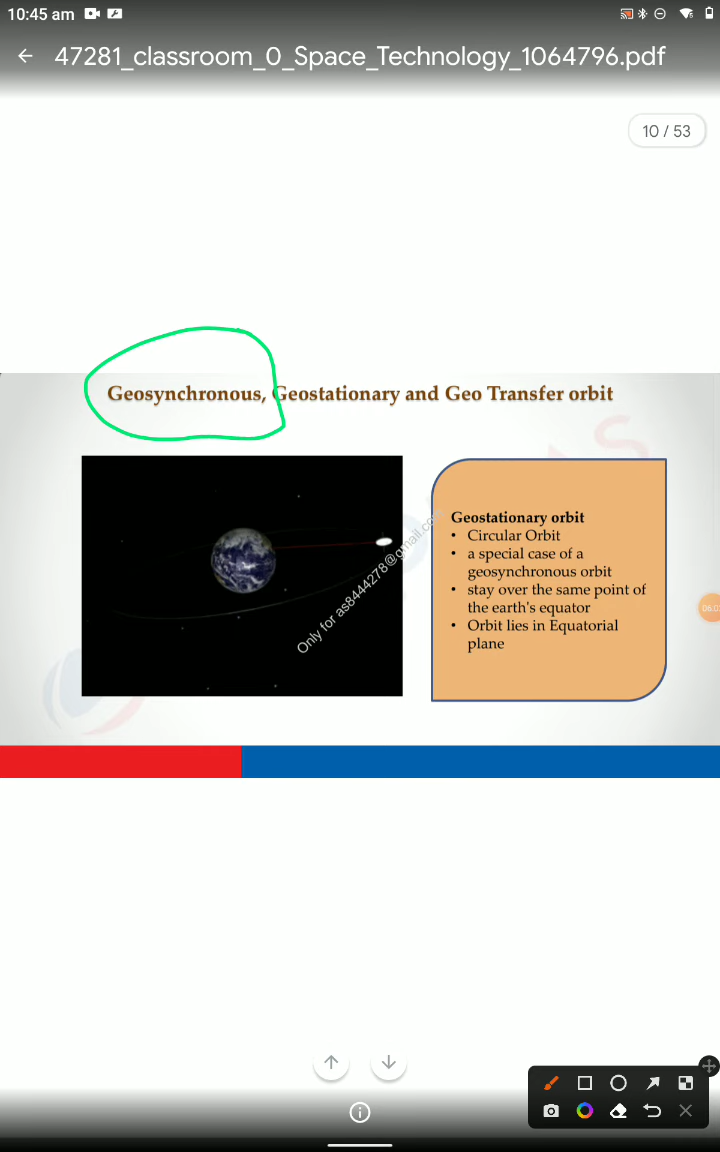 10:45 am
47281_classroom_0_Space_Technology_1064796.pdf
10 / 53
Geosynchronous, Geostationary and Geo Transfer orbit
Only for as8444278@gmail.com
Geostationary orbit
• Circular Orbit
• a special case of a
geosynchronous orbit
• stay over the same point of
the earth's equator
• Orbit lies in Equatorial
plane